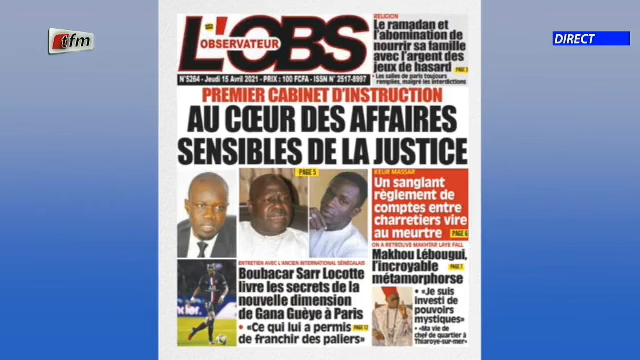 tfm
DIRECT
L'OBS
L'OBSERVATEUR
N°5264 - Jeudi 15 Avril 2021 - PRIX : 100 FCFA - ISSN N° 2517-8997
RELIGION
Le ramadan et
l'abomination de
nourrir sa famille
avec l'argent des
jeux de hasard
PAGE 3
• Les salles de paris toujours
remplies, malgré les interdictions
PREMIER CABINET D'INSTRUCTION
AU CŒUR DES AFFAIRES
SENSIBLES DE LA JUSTICE
PAGE 5
KEUR MASSAR
Un sanglant
règlement de
comptes entre
charretiers vire
au meurtre
PAGE 6
ENTRETIEN AVEC L'ANCIEN INTERNATIONAL SÉNÉGALAIS
Boubacar Sarr Locotte
livre les secrets de la
nouvelle dimension
de Gana Guèye à Paris
• «Ce qui lui a permis
de franchir des paliers»
PAGE 12
ON A RETROUVÉ MAKHTAR LAYE FALL
Makhou Lébougui,
l'incroyable
métamorphose
PAGE 7
• «Je suis
investi de
pouvoirs
mystiques»
• «Ma vie de
chef de quartier à
Thiaroye-sur-mer»